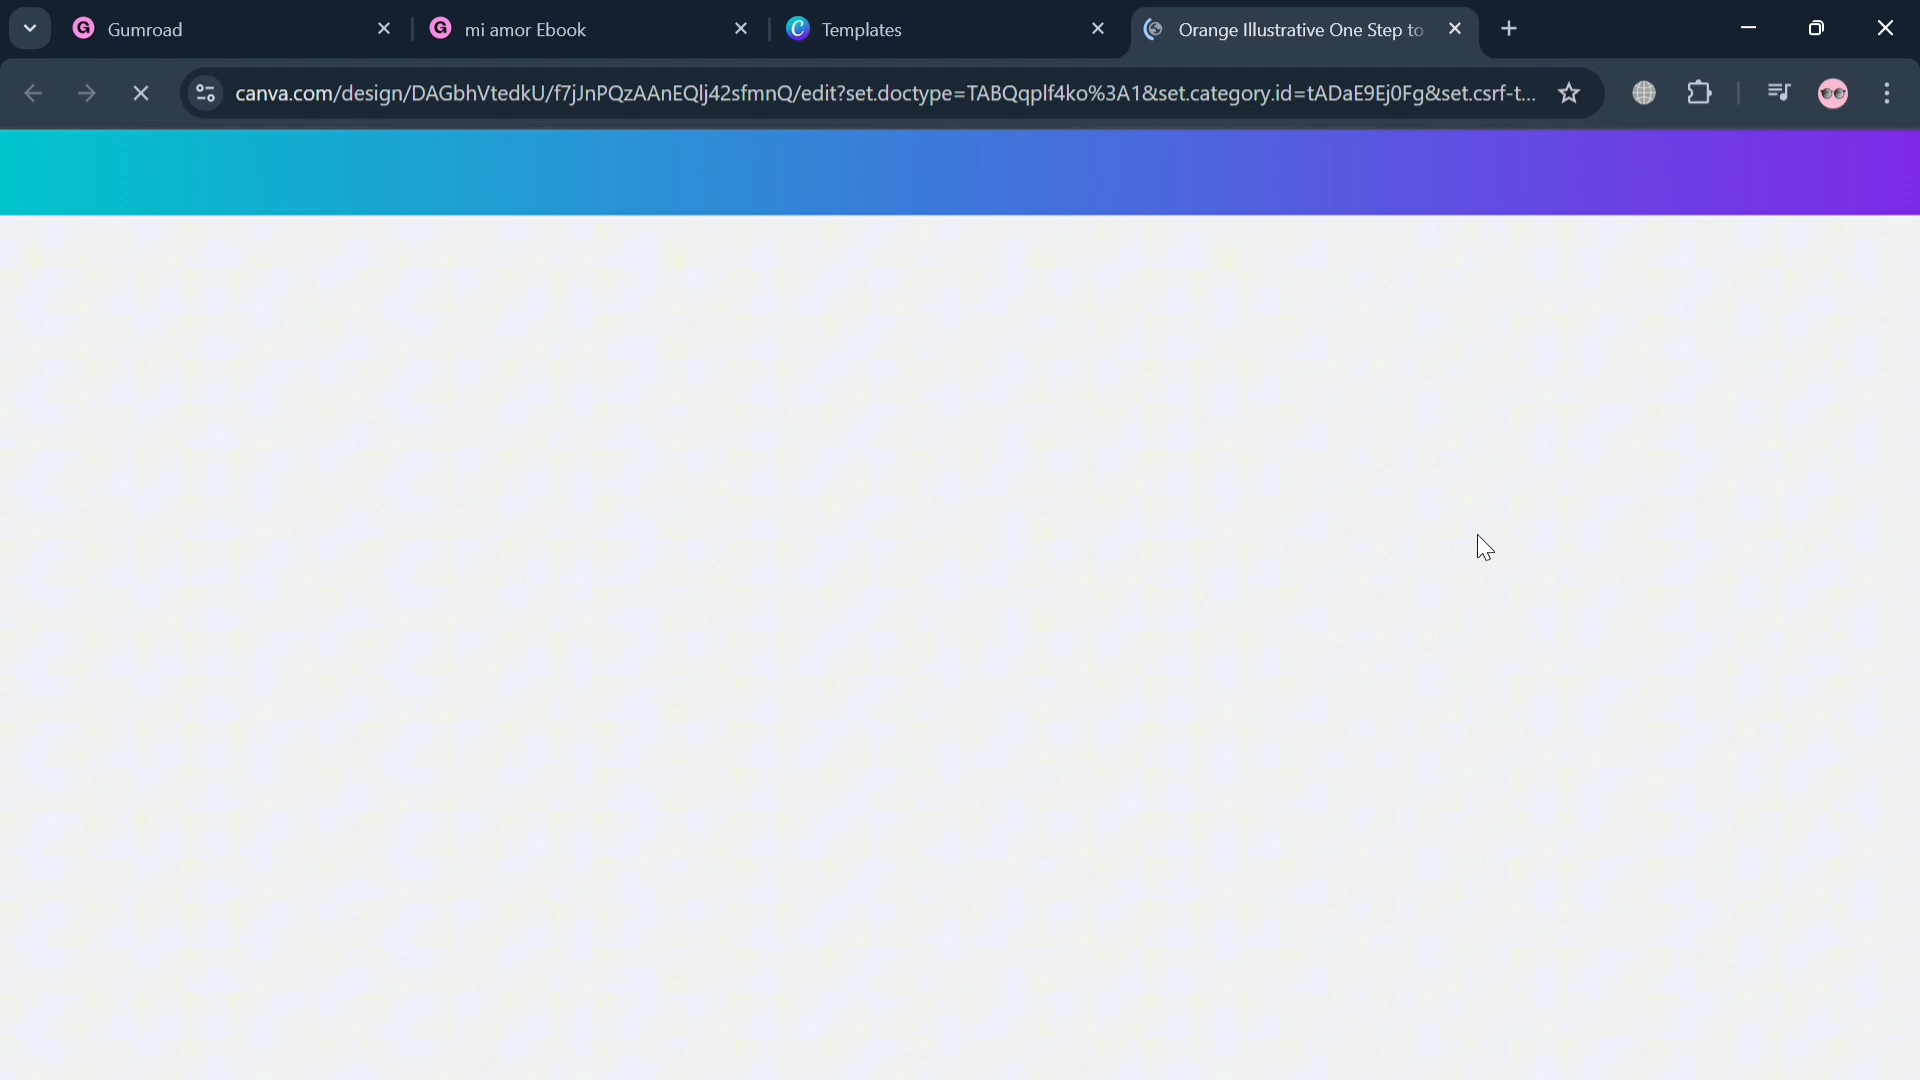 Gumroad
mi amor Ebook
Templates
Orange Illustrative One Step to
canva.com/design/DAGbhVtedkU/f7jJnPQzAAnEQlj42sfmnQ/edit?set.doctype=TABQqplf4ko%3A1&set.category.id=tADaE9Ej0Fg&set.csrf-t...